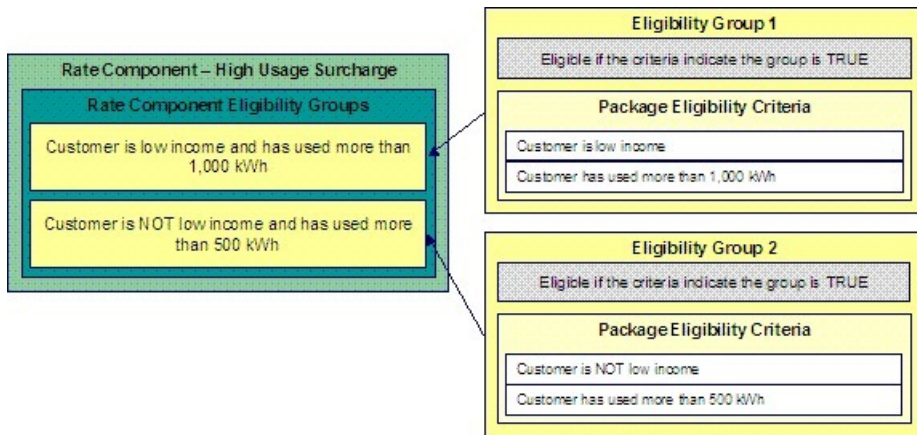 Rate Component – High Usage Surcharge
Rate Component Eligibility Groups
Customer is low income and has used more than
1,000 kWh
Customer is NOT low income and has used more
than 500 kWh
Eligibility Group 1
Eligible if the criteria indicate the group is TRUE
Package Eligibility Criteria
Customer is low income
Customer has used more than 1,000 kWh
Eligibility Group 2
Eligible if the criteria indicate the group is TRUE
Package Eligibility Criteria
Customer is NOT low income
Customer has used more than 500 kWh